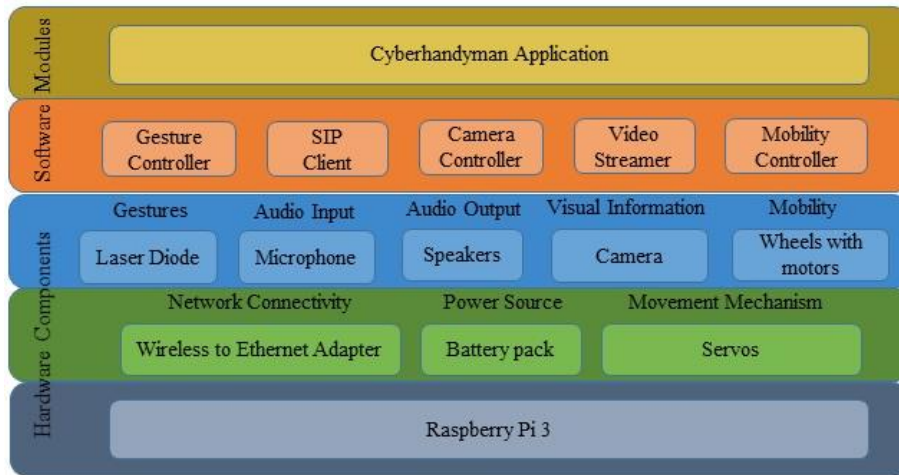 Software Modules
Cyberhandyman Application
Gesture
Controller
SIP
Client
Camera
Controller
Video
Streamer
Mobility
Controller
Hardware Components
Gestures
Audio Input
Audio Output
Visual Information
Mobility
Laser Diode
Microphone
Speakers
Camera
Wheels with
motors
Network Connectivity
Power Source
Movement Mechanism
Wireless to Ethernet Adapter
Battery pack
Servos
Raspberry Pi 3